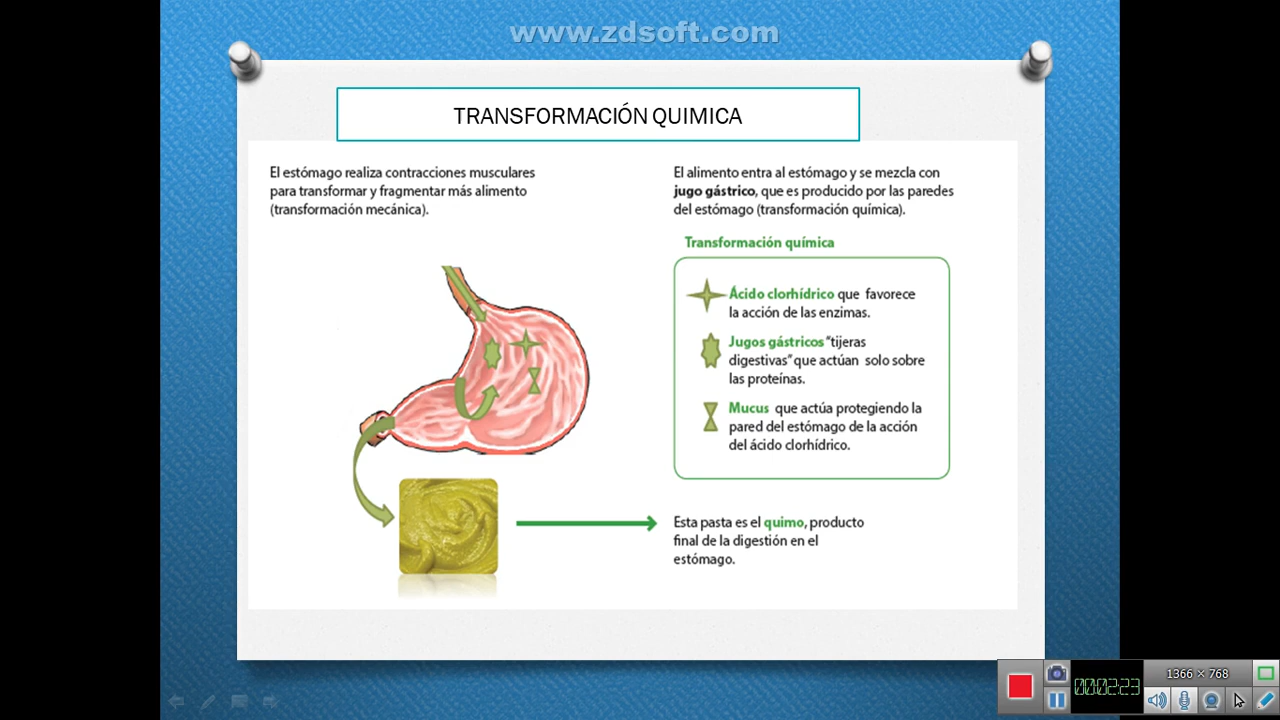 www.zdsoft.com
TRANSFORMACIÓN QUIMICA
El estómago realiza contracciones musculares
para transformar y fragmentar más alimento
(transformación mecánica).
El alimento entra al estómago y se mezcla con
jugo gástrico, que es producido por las paredes
del estómago (transformación química).
Transformación química
Ácido clorhídrico que favorece
la acción de las enzimas.
Jugos gástricos "tijeras
digestivas" que actúan solo sobre
las proteínas.
Mucus que actúa protegiendo la
pared del estómago de la acción
del ácido clorhídrico.
Esta pasta es el quimo, producto
final de la digestión en el
estómago.
1366 × 768
00:02:23